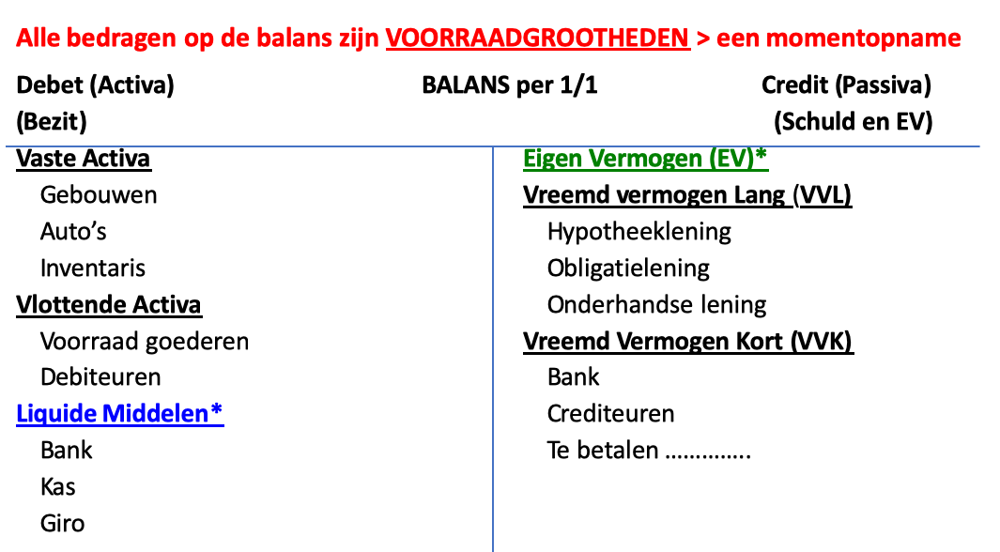 Alle bedragen op de balans zijn VOORRAADGROOTHEDEN > een momentopname
Debet (Activa) BALANS per 1/1 Credit (Passiva)
(Bezit) (Schuld en EV)
Vaste Activa
Gebouwen
Auto’s
Inventaris
Vlottende Activa
Voorraad goederen
Debiteuren
Liquide Middelen*
Bank
Kas
Giro
Eigen Vermogen (EV)*
Vreemd vermogen Lang (VVL)
Hypotheeklening
Obligatielening
Onderhandse lening
Vreemd Vermogen Kort (VVK)
Bank
Crediteuren
Te betalen …………..